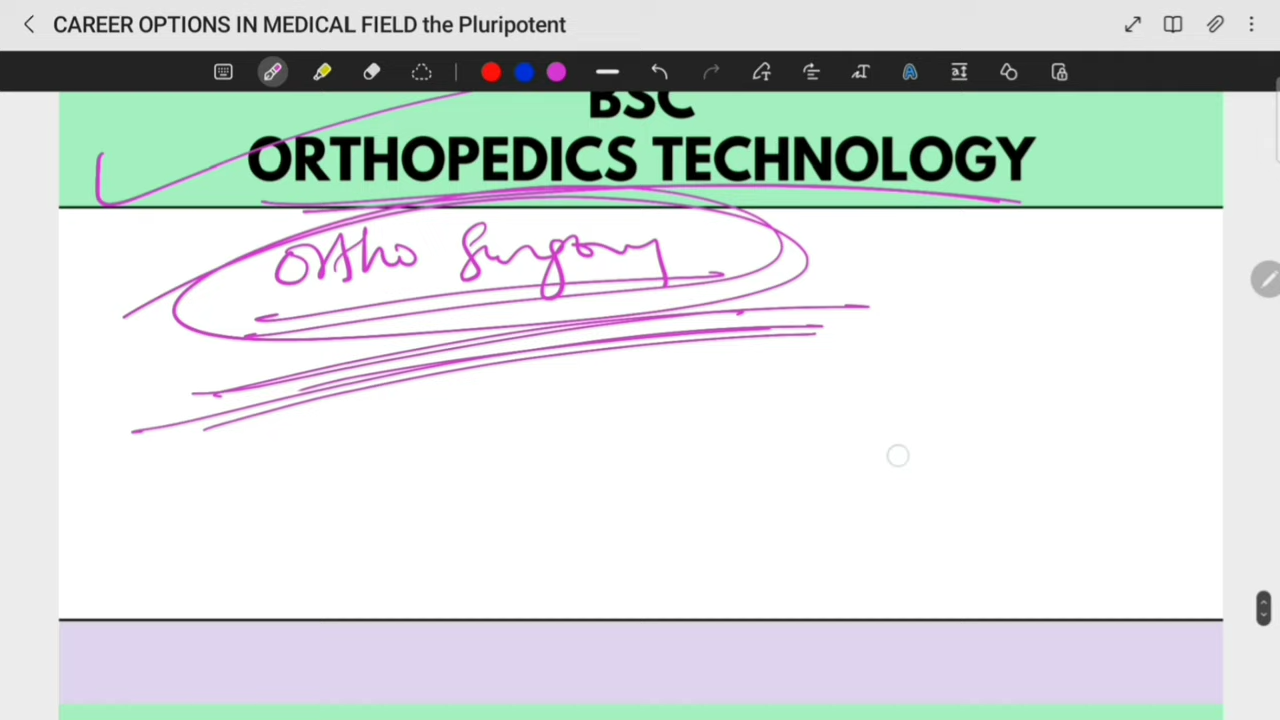 CAREER OPTIONS IN MEDICAL FIELD the Pluripotent
BSC
ORTHOPEDICS TECHNOLOGY
Ortho Surgery